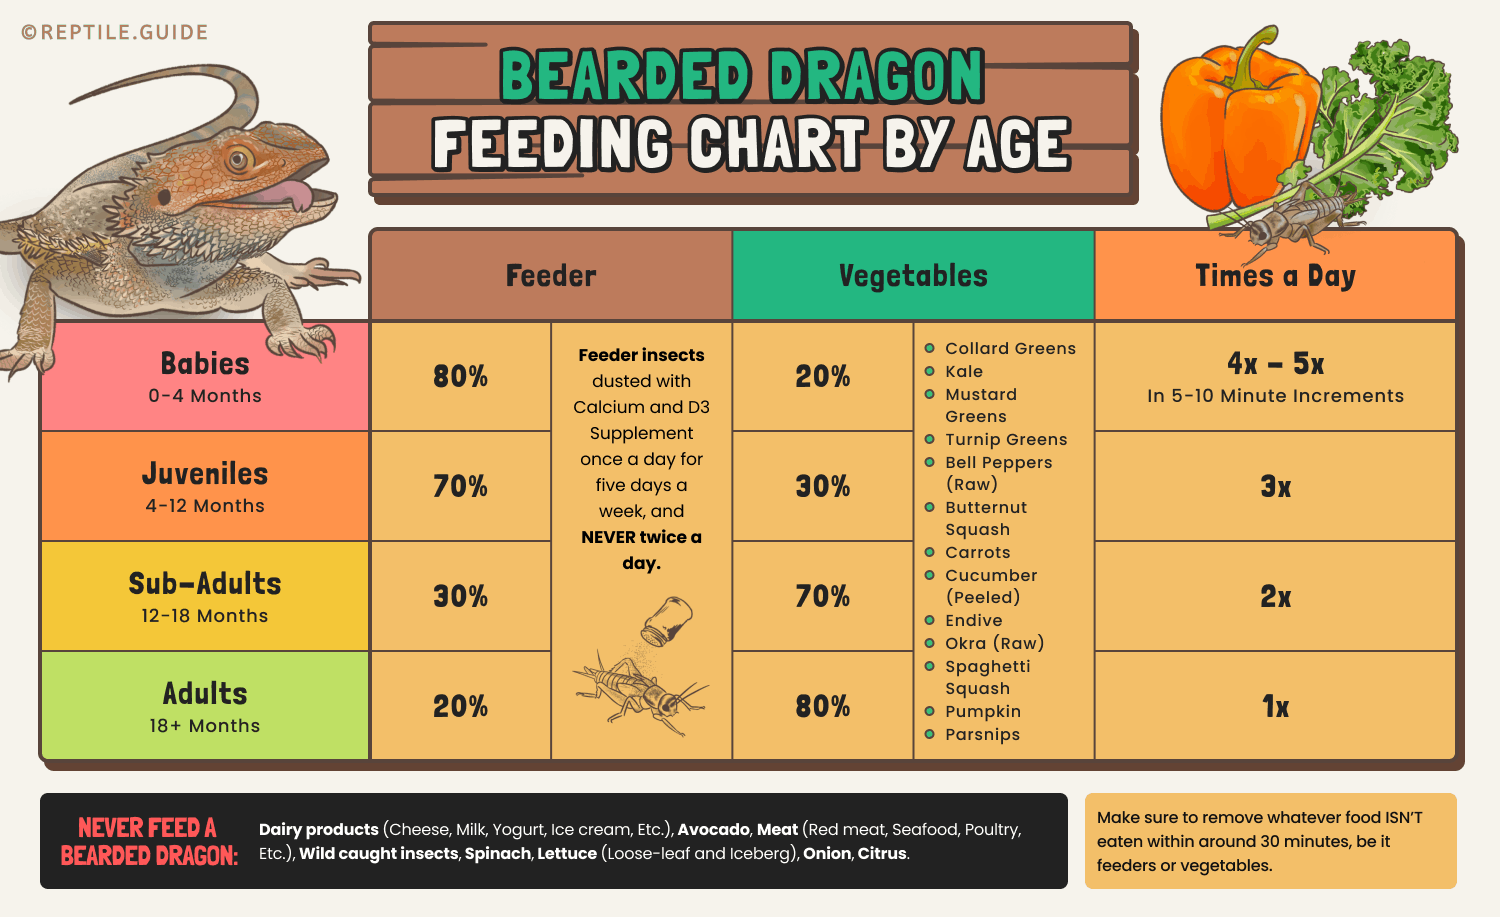 ©REPTILE.GUIDE
BEARDED DRAGON
FEEDING CHART BY AGE
Feeder
Vegetables
Times a Day
Babies
0-4 Months
80%
20%
4x – 5x
In 5-10 Minute Increments
Juveniles
4-12 Months
70%
30%
3x
Sub-Adults
12-18 Months
30%
70%
2x
Adults
18+ Months
20%
80%
1x
Feeder insects
dusted with
Calcium and D3
Supplement
once a day for
five days a
week, and
NEVER twice a
day.
Collard Greens
Kale
Mustard
Greens
Turnip Greens
Bell Peppers
(Raw)
Butternut
Squash
Carrots
Cucumber
(Peeled)
Endive
Okra (Raw)
Spaghetti
Squash
Pumpkin
Parsnips
NEVER FEED A
BEARDED DRAGON:
Dairy products (Cheese, Milk, Yogurt, Ice cream, Etc.), Avocado, Meat (Red meat, Seafood, Poultry,
Etc.), Wild caught insects, Spinach, Lettuce (Loose-leaf and Iceberg), Onion, Citrus.
Make sure to remove whatever food ISN'T
eaten within around 30 minutes, be it
feeders or vegetables.